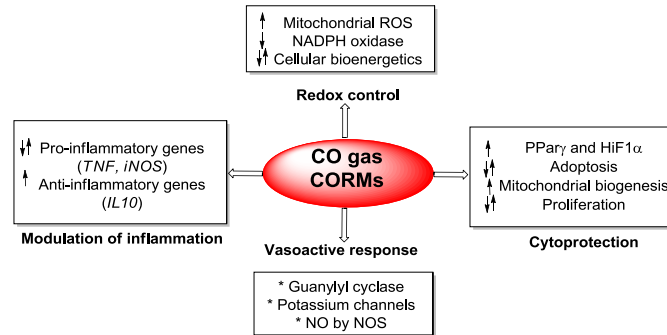 ↑ Mitochondrial ROS
↓ NADPH oxidase
↓↑ Cellular bioenergetics
Redox control
↓↑ Pro-inflammatory genes
(TNF, iNOS)
↑ Anti-inflammatory genes
(IL10)
Modulation of inflammation
CO gas
CORMs
↑ PParγ and HiF1α
↓↑ Adoptosis
↑ Mitochondrial biogenesis
↓↑ Proliferation
Cytoprotection
Vasoactive response
* Guanylyl cyclase
* Potassium channels
* NO by NOS